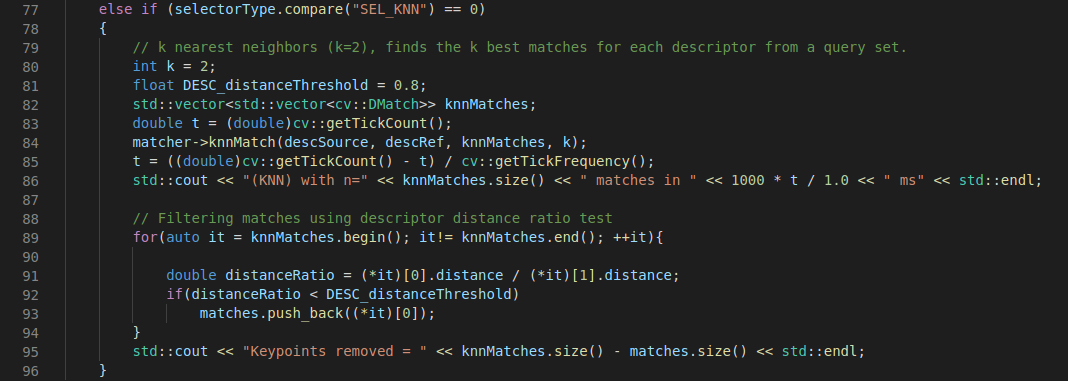 77 else if (selectorType.compare("SEL_KNN") == 0)
78 {
79 // k nearest neighbors (k=2), finds the k best matches for each descriptor from a query set.
80 int k = 2;
81 float DESC_distanceThreshold = 0.8;
82 std::vector<std::vector<cv::DMatch>> knnMatches;
83 double t = (double)cv::getTickCount();
84 matcher->knnMatch(descSource, descRef, knnMatches, k);
85 t = ((double)cv::getTickCount() - t) / cv::getTickFrequency();
86 std::cout << "(KNN) with n=" << knnMatches.size() << " matches in " << 1000 * t / 1.0 << " ms" << std::endl;
87
88 // Filtering matches using descriptor distance ratio test
89 for(auto it = knnMatches.begin(); it!= knnMatches.end(); ++it){
90
91 double distanceRatio = (*it)[0].distance / (*it)[1].distance;
92 if(distanceRatio < DESC_distanceThreshold)
93 matches.push_back((*it)[0]);
94 }
95 std::cout << "Keypoints removed = " << knnMatches.size() - matches.size() << std::endl;
96 }